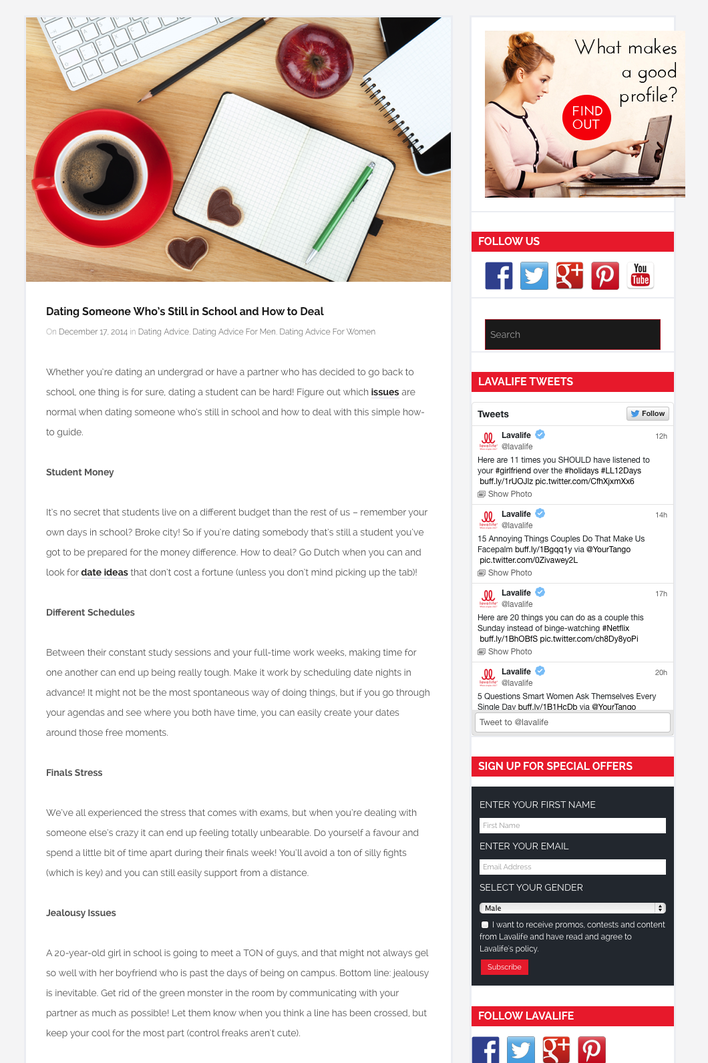 What makes
a good
profile?
FIND
OUT
FOLLOW US
You
Tube
Search
LAVALIFE TWEETS
Tweets
Follow
Lavalife 12h
@lavalife
Here are 11 times you SHOULD have listened to
your #girlfriend over the #holidays #LL12Days
buff.ly/1rUOJlz pic.twitter.com/CfhXjxmXx6
Show Photo
Lavalife 14h
@lavalife
15 Annoying Things Couples Do That Make Us
Facepalm buff.ly/1Bgqq1y via @YourTango
pic.twitter.com/0Zivawey2L
Show Photo
Lavalife 17h
@lavalife
Here are 20 things you can do as a couple this
Sunday instead of binge-watching #Netflix
buff.ly/1BhOBfS pic.twitter.com/ch8Dy8yoPi
Show Photo
Lavalife 20h
@lavalife
5 Questions Smart Women Ask Themselves Every
Single Day buff.ly/1B1HcDb via @YourTango
Tweet to @lavalife
SIGN UP FOR SPECIAL OFFERS
ENTER YOUR FIRST NAME
First Name
ENTER YOUR EMAIL
Email Address
SELECT YOUR GENDER
Male
I want to receive promos, contests and content
from Lavalife and have read and agree to
Lavalife's policy.
Subscribe
FOLLOW LAVALIFE
Dating Someone Who's Still in School and How to Deal
On December 17, 2014 in Dating Advice, Dating Advice For Men, Dating Advice For Women
Whether you're dating an undergrad or have a partner who has decided to go back to
school, one thing is for sure, dating a student can be hard! Figure out which issues are
normal when dating someone who's still in school and how to deal with this simple how-
to guide.
Student Money
It's no secret that students live on a different budget than the rest of us – remember your
own days in school? Broke city! So if you're dating somebody that's still a student you've
got to be prepared for the money difference. How to deal? Go Dutch when you can and
look for date ideas that don't cost a fortune (unless you don't mind picking up the tab)!
Different Schedules
Between their constant study sessions and your full-time work weeks, making time for
one another can end up being really tough. Make it work by scheduling date nights in
advance! It might not be the most spontaneous way of doing things, but if you go through
your agendas and see where you both have time, you can easily create your dates
around those free moments.
Finals Stress
We've all experienced the stress that comes with exams, but when you're dealing with
someone else's crazy it can end up feeling totally unbearable. Do yourself a favour and
spend a little bit of time apart during their finals week! You'll avoid a ton of silly fights
(which is key) and you can still easily support from a distance.
Jealousy Issues
A 20-year-old girl in school is going to meet a TON of guys, and that might not always gel
so well with her boyfriend who is past the days of being on campus. Bottom line: jealousy
is inevitable. Get rid of the green monster in the room by communicating with your
partner as much as possible! Let them know when you think a line has been crossed, but
keep your cool for the most part (control freaks aren't cute).